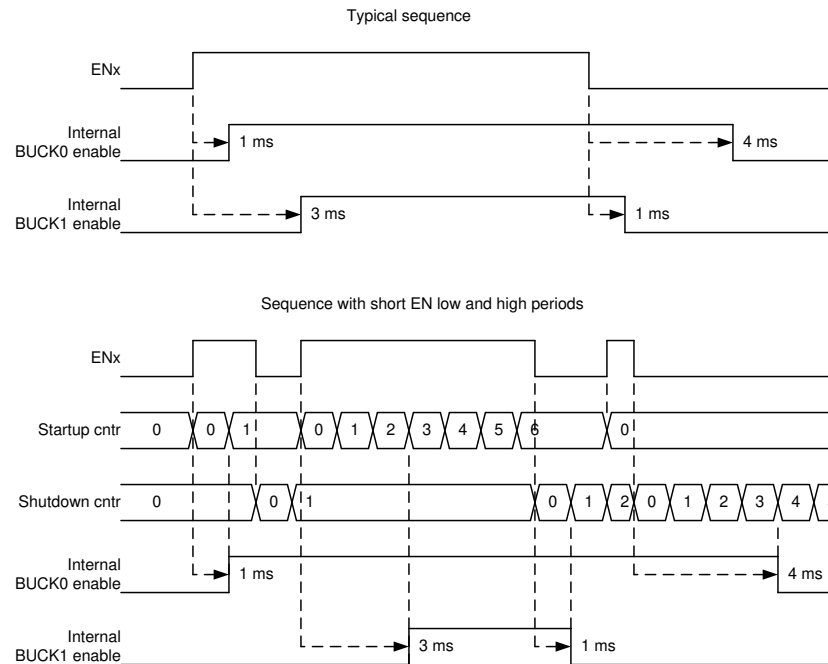 Typical sequence
ENx
Internal
BUCK0 enable
1 ms
4 ms
Internal
BUCK1 enable
3 ms
1 ms
Sequence with short EN low and high periods
ENx
Startup cntr
0 0 1 0 1 2 3 4 5 6 0
Shutdown cntr
0 0 1 0 1 2 0 1 2 3 4
Internal
BUCK0 enable
1 ms
4 ms
Internal
BUCK1 enable
3 ms
1 ms